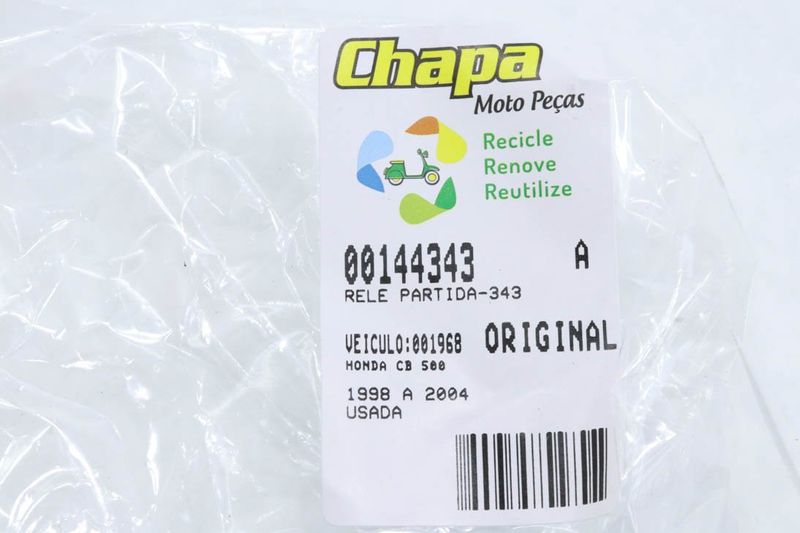 Chapa
Moto Peças
Recicle
Renove
Reutilize
00144343 A
RELE PARTIDA-343
VEICULO:001968 ORIGINAL
HONDA CB 500
1998 A 2004
USADA